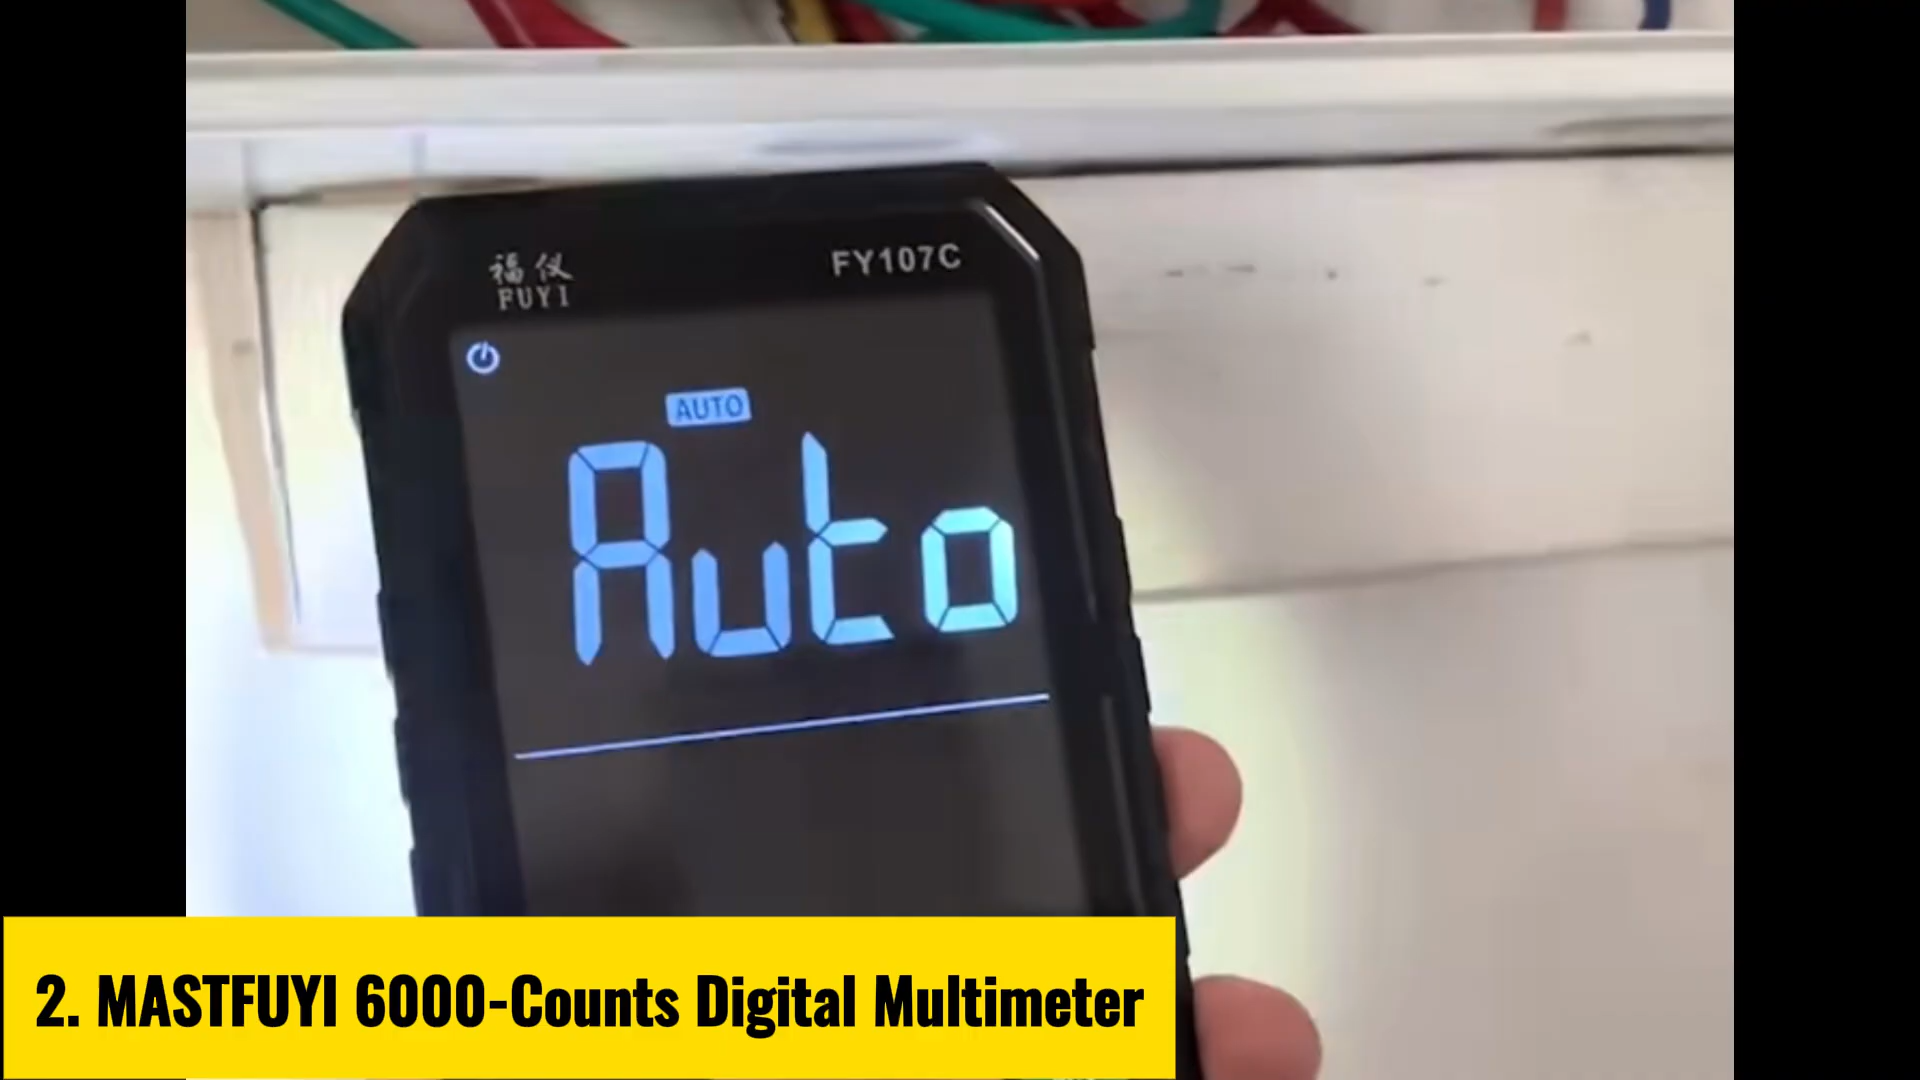 福仪
FUYI
FY107C
AUTO
Auto
2. MASTFUYI 6000-Counts Digital Multimeter